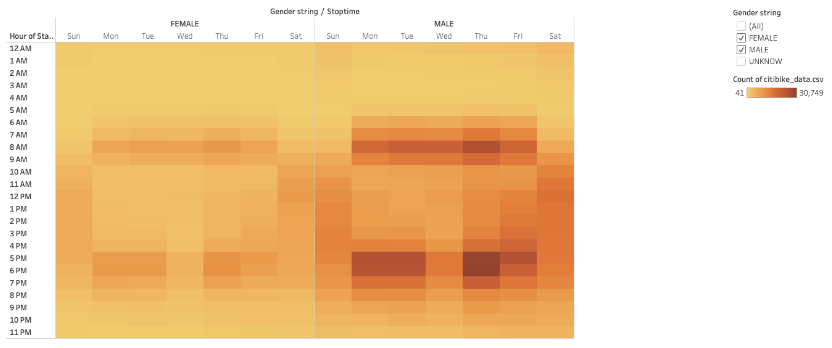 Gender string / Stoptime
FEMALE MALE
Hour of Sta.. Sun Mon Tue Wed Thu Fri Sat Sun Mon Tue Wed Thu Fri Sat
12 AM
1 AM
2 AM
3 AM
4 AM
5 AM
6 AM
7 AM
8 AM
9 AM
10 AM
11 AM
12 PM
1 PM
2 PM
3 PM
4 PM
5 PM
6 PM
7 PM
8 PM
9 PM
10 PM
11 PM
Gender string
(All)
FEMALE
MALE
UNKNOW
Count of citibike_data.csv
41 30,749